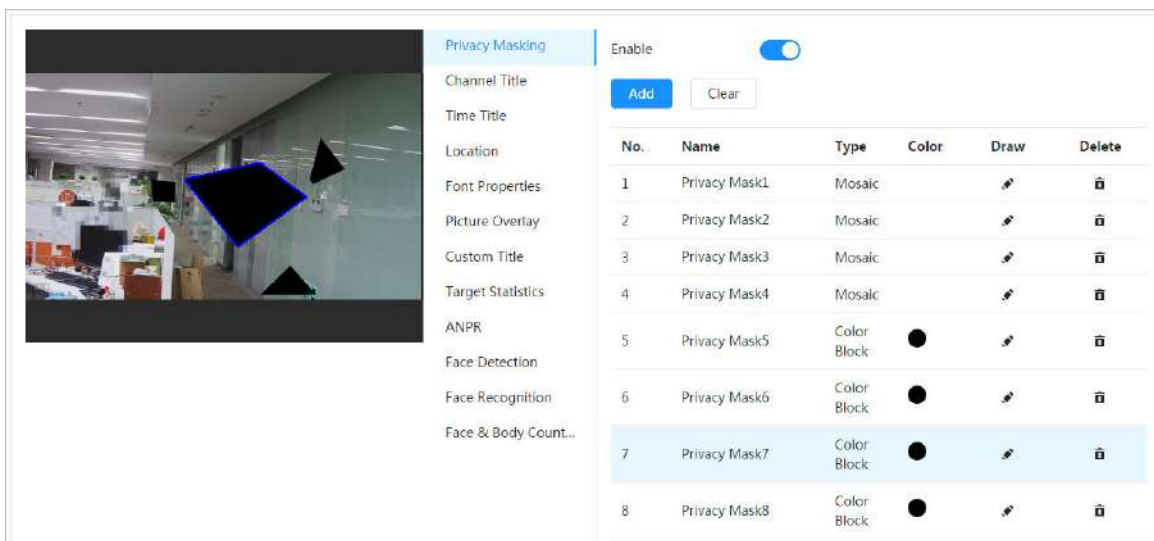 Privacy Masking
Channel Title
Time Title
Location
Font Properties
Picture Overlay
Custom Title
Target Statistics
ANPR
Face Detection
Face Recognition
Face & Body Count...
Enable
Add Clear
No. Name Type Color Draw Delete
1 Privacy Mask1 Mosaic
2 Privacy Mask2 Mosaic
3 Privacy Mask3 Mosaic
4 Privacy Mask4 Mosaic
5 Privacy Mask5 Color Block
6 Privacy Mask6 Color Block
7 Privacy Mask7 Color Block
8 Privacy Mask8 Color Block